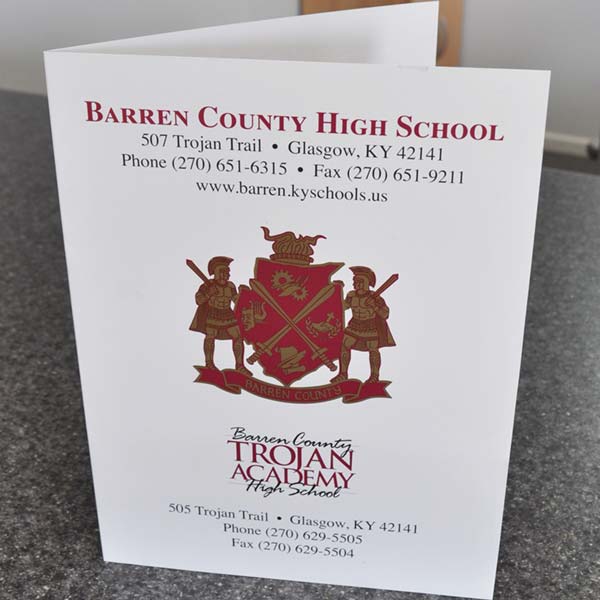 BARREN COUNTY HIGH SCHOOL
507 Trojan Trail • Glasgow, KY 42141
Phone (270) 651-6315 • Fax (270) 651-9211
www.barren.kyschools.us
BARREN COUNTY
Barren County
TROJAN
ACADEMY
High School
505 Trojan Trail • Glasgow, KY 42141
Phone (270) 629-5505
Fax (270) 629-5504